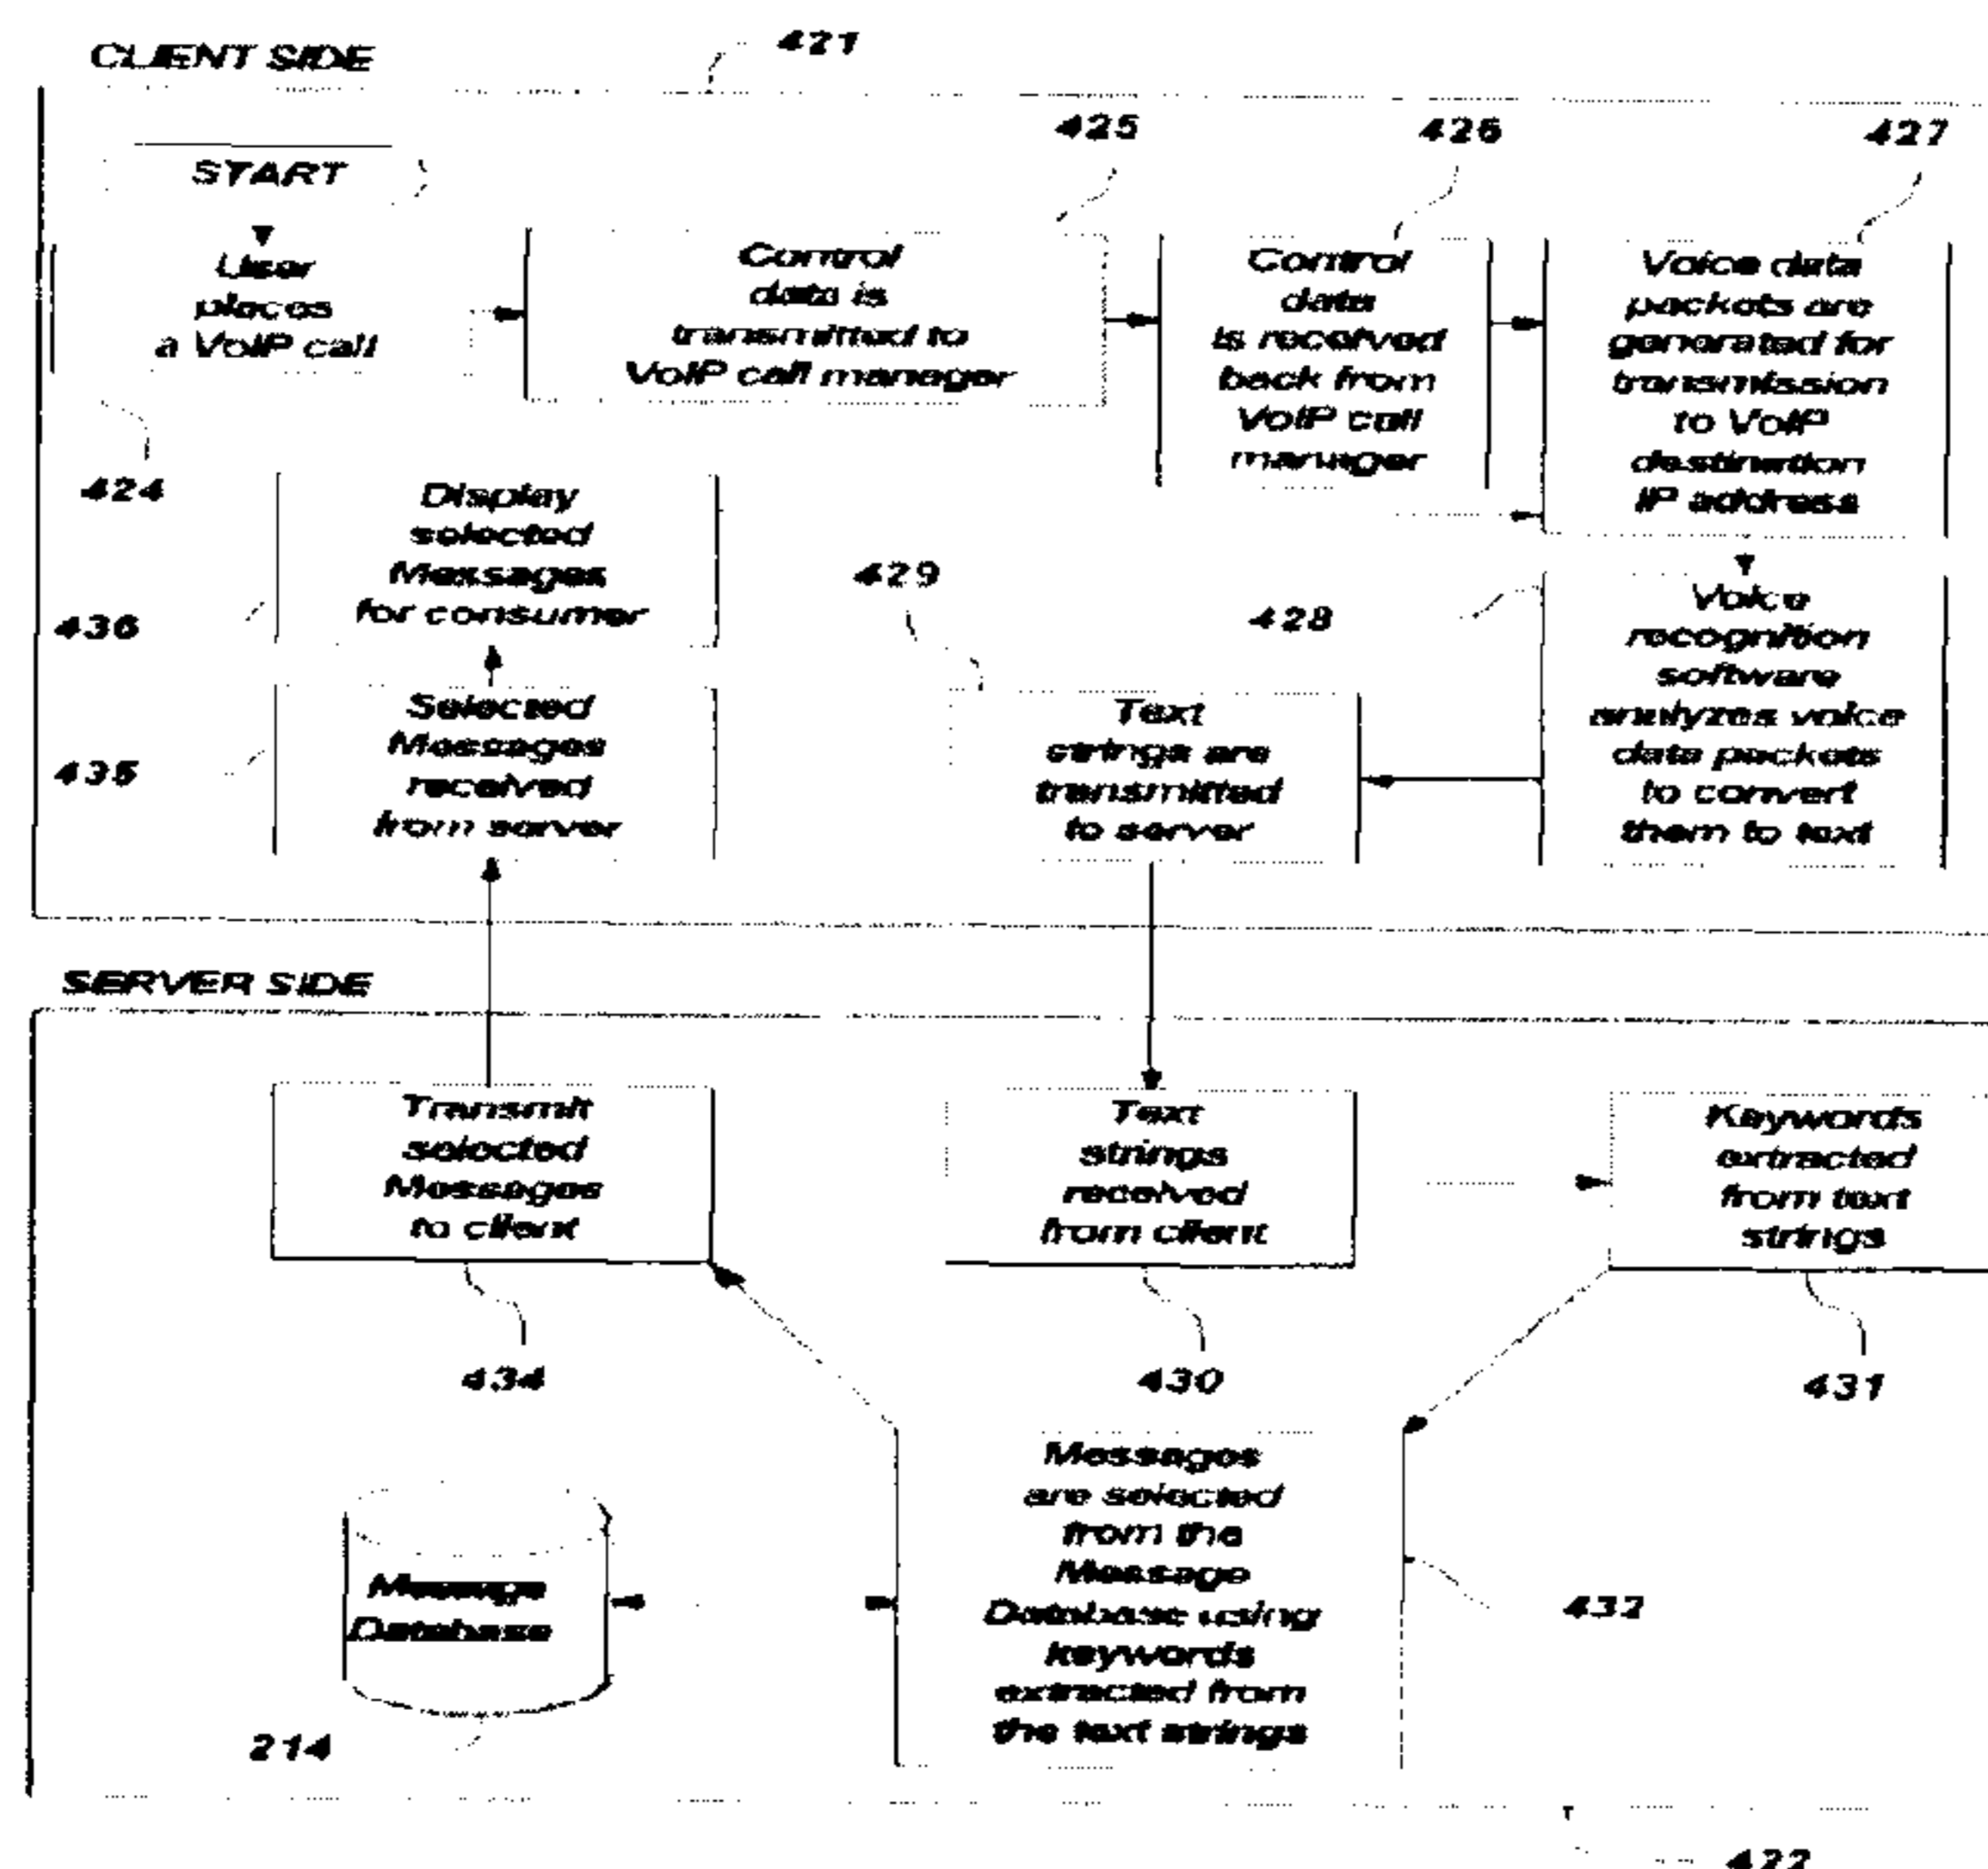 CLIENT SIDE
421
425
426
427
START
User
places
a VoIP call
Control
data is
transmitted to
VoIP call manager
Control
data
is received
back from
VoIP call
manager
Voice data
packets are
generated for
transmission
to VoIP
destination
IP address
424
Display
selected
Messages
for consumer
436
429
428
Voice
recognition
software
analyzes voice
data packets
to convert
them to text
Selected
Messages
received
from server
435
Text
strings are
transmitted
to server
SERVER SIDE
Transmit
selected
Messages
to client
Text
strings
received
from client
Keywords
extracted
from text
strings
434
430
431
Messages
are selected
from the
Message
Database using
keywords
extracted from
the text strings
Message
Database
432
214
422